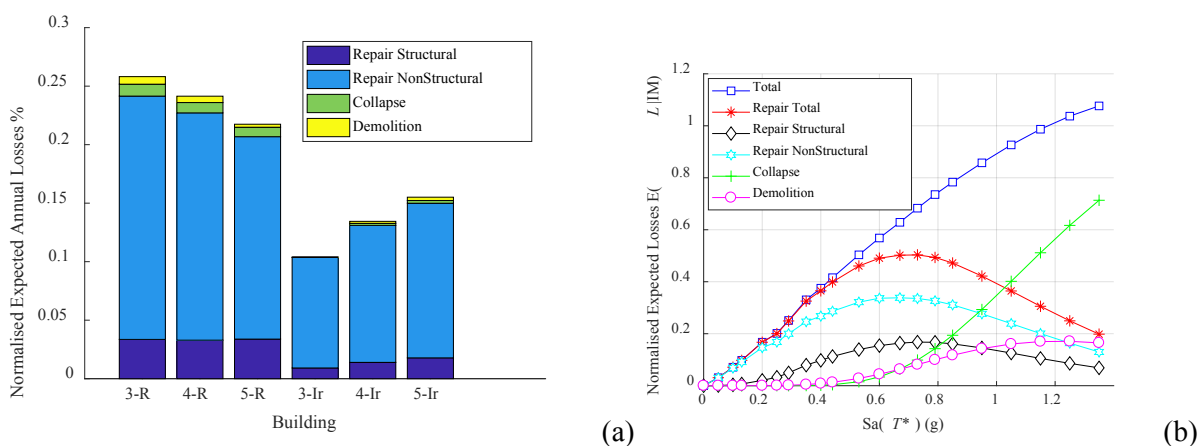 0.3
0.25
0.2
0.15
0.1
0.05
0
Normalised Expected Annual Losses %
Repair Structural
Repair NonStructural
Collapse
Demolition
3-R 4-R 5-R 3-Ir 4-Ir 5-Ir
Building
(a)
1.2
1
0.8
0.6
0.4
0.2
0
Normalised Expected Losses E( L |IM)
Total
Repair Total
Repair Structural
Repair NonStructural
Collapse
Demolition
0 0.2 0.4 0.6 0.8 1 1.2
Sa( T* ) (g)
(b)